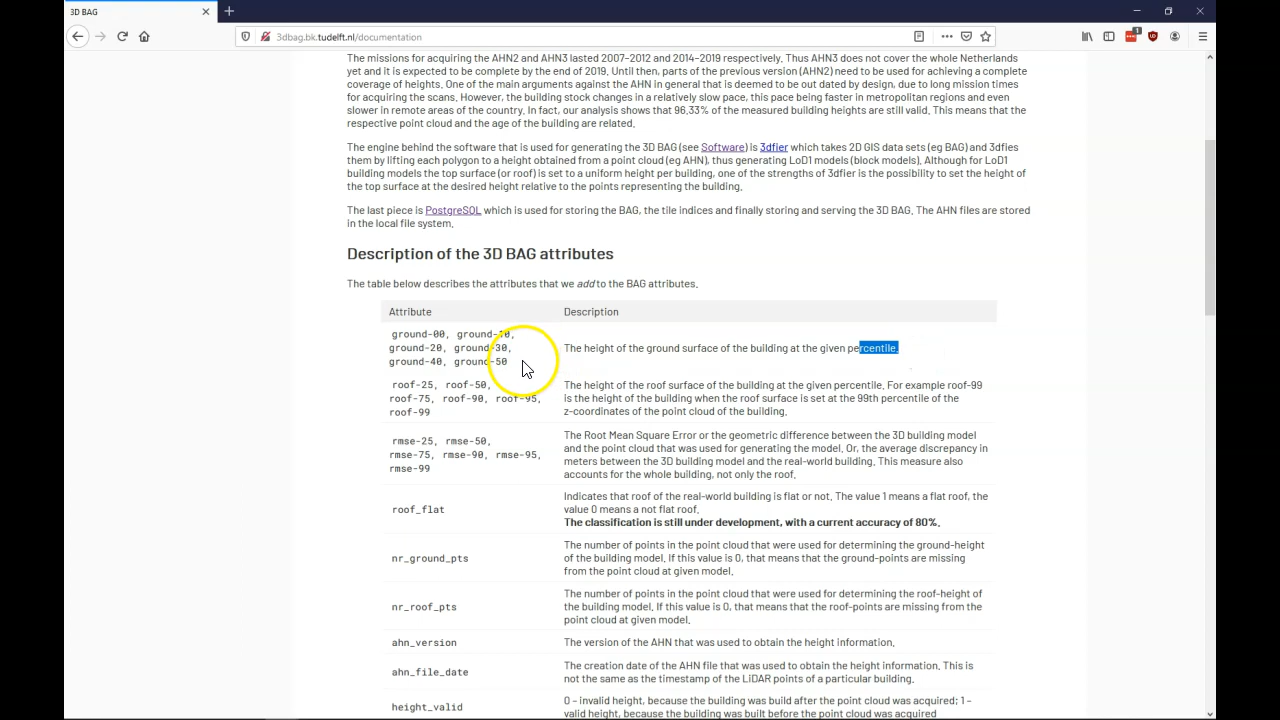 3D BAG
3dbag.bk.tudelft.nl/documentation
1
The missions for acquiring the AHN2 and AHN3 lasted 2007–2012 and 2014–2019 respectively. Thus AHN3 does not cover the whole Netherlands
yet and it is expected to be complete by the end of 2019. Until then, parts of the previous version (AHN2) need to be used for achieving a complete
coverage of heights. One of the main arguments against the AHN in general that is deemed to be out dated by design, due to long mission times
for acquiring the scans. However, the building stock changes in a relatively slow pace, this pace being faster in metropolitan regions and even
slower in remote areas of the country. In fact, our analysis shows that 96.33% of the measured building heights are still valid. This means that the
respective point cloud and the age of the building are related.
The engine behind the software that is used for generating the 3D BAG (see Software) is 3dfier which takes 2D GIS data sets (eg BAG) and 3dfies
them by lifting each polygon to a height obtained from a point cloud (eg AHN), thus generating LoD1 models (block models). Although for LoD1
building models the top surface (or roof) is set to a uniform height per building, one of the strengths of 3dfier is the possibility to set the height of
the top surface at the desired height relative to the points representing the building.
The last piece is PostgreSQL which is used for storing the BAG, the tile indices and finally storing and serving the 3D BAG. The AHN files are stored
in the local file system.
Description of the 3D BAG attributes
The table below describes the attributes that we add to the BAG attributes.
Attribute Description
ground-00, ground-10,
ground-20, ground-30,
ground-40, ground-50
The height of the ground surface of the building at the given percentile.
roof-25, roof-50,
roof-75, roof-90, roof-95,
roof-99
The height of the roof surface of the building at the given percentile. For example roof-99
is the height of the building when the roof surface is set at the 99th percentile of the
z-coordinates of the point cloud of the building.
rmse-25, rmse-50,
rmse-75, rmse-90, rmse-95,
rmse-99
The Root Mean Square Error or the geometric difference between the 3D building model
and the point cloud that was used for generating the model. Or, the average discrepancy in
meters between the 3D building model and the real-world building. This measure also
accounts for the whole building, not only the roof.
roof_flat
Indicates that roof of the real-world building is flat or not. The value 1 means a flat roof, the
value 0 means a not flat roof.
The classification is still under development, with a current accuracy of 80%.
nr_ground_pts
The number of points in the point cloud that were used for determining the ground-height
of the building model. If this value is 0, that means that the ground-points are missing
from the point cloud at given model.
nr_roof_pts
The number of points in the point cloud that were used for determining the roof-height of
the building model. If this value is 0, that means that the roof-points are missing from the
point cloud at given model.
ahn_version
The version of the AHN that was used to obtain the height information.
ahn_file_date
The creation date of the AHN file that was used to obtain the height information. This is
not the same as the timestamp of the LiDAR points of a particular building.
height_valid
0 - invalid height, because the building was build after the point cloud was acquired; 1 -
valid height, because the building was built before the point cloud was acquired